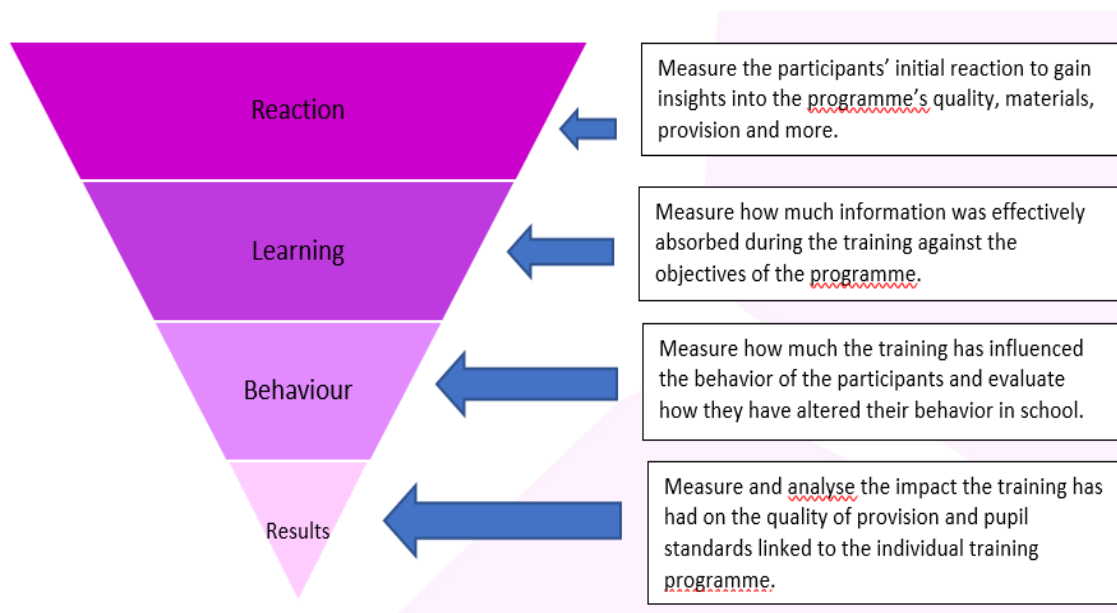 Reaction
Measure the participants’ initial reaction to gain
insights into the programme’s quality, materials,
provision and more.
Learning
Measure how much information was effectively
absorbed during the training against the
objectives of the programme.
Behaviour
Measure how much the training has influenced
the behavior of the participants and evaluate
how they have altered their behavior in school.
Results
Measure and analyse the impact the training has
had on the quality of provision and pupil
standards linked to the individual training
programme.